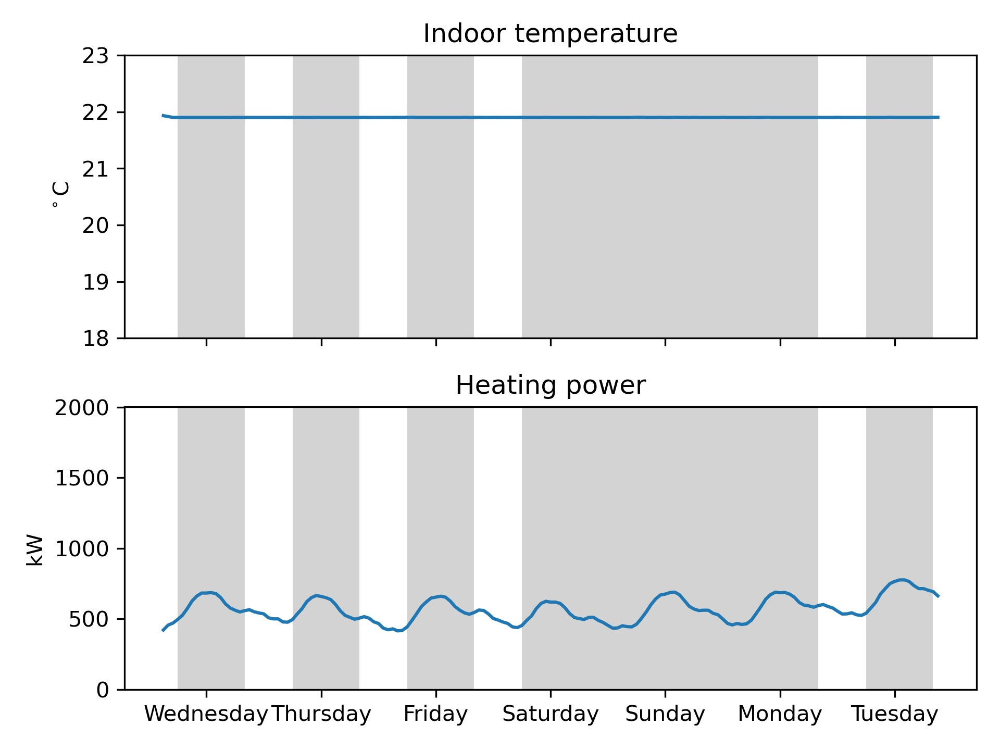 Indoor temperature
23
22
21
20
19
18
°C
Heating power
2000
1500
1000
500
0
kW
Wednesday Thursday Friday Saturday Sunday Monday Tuesday